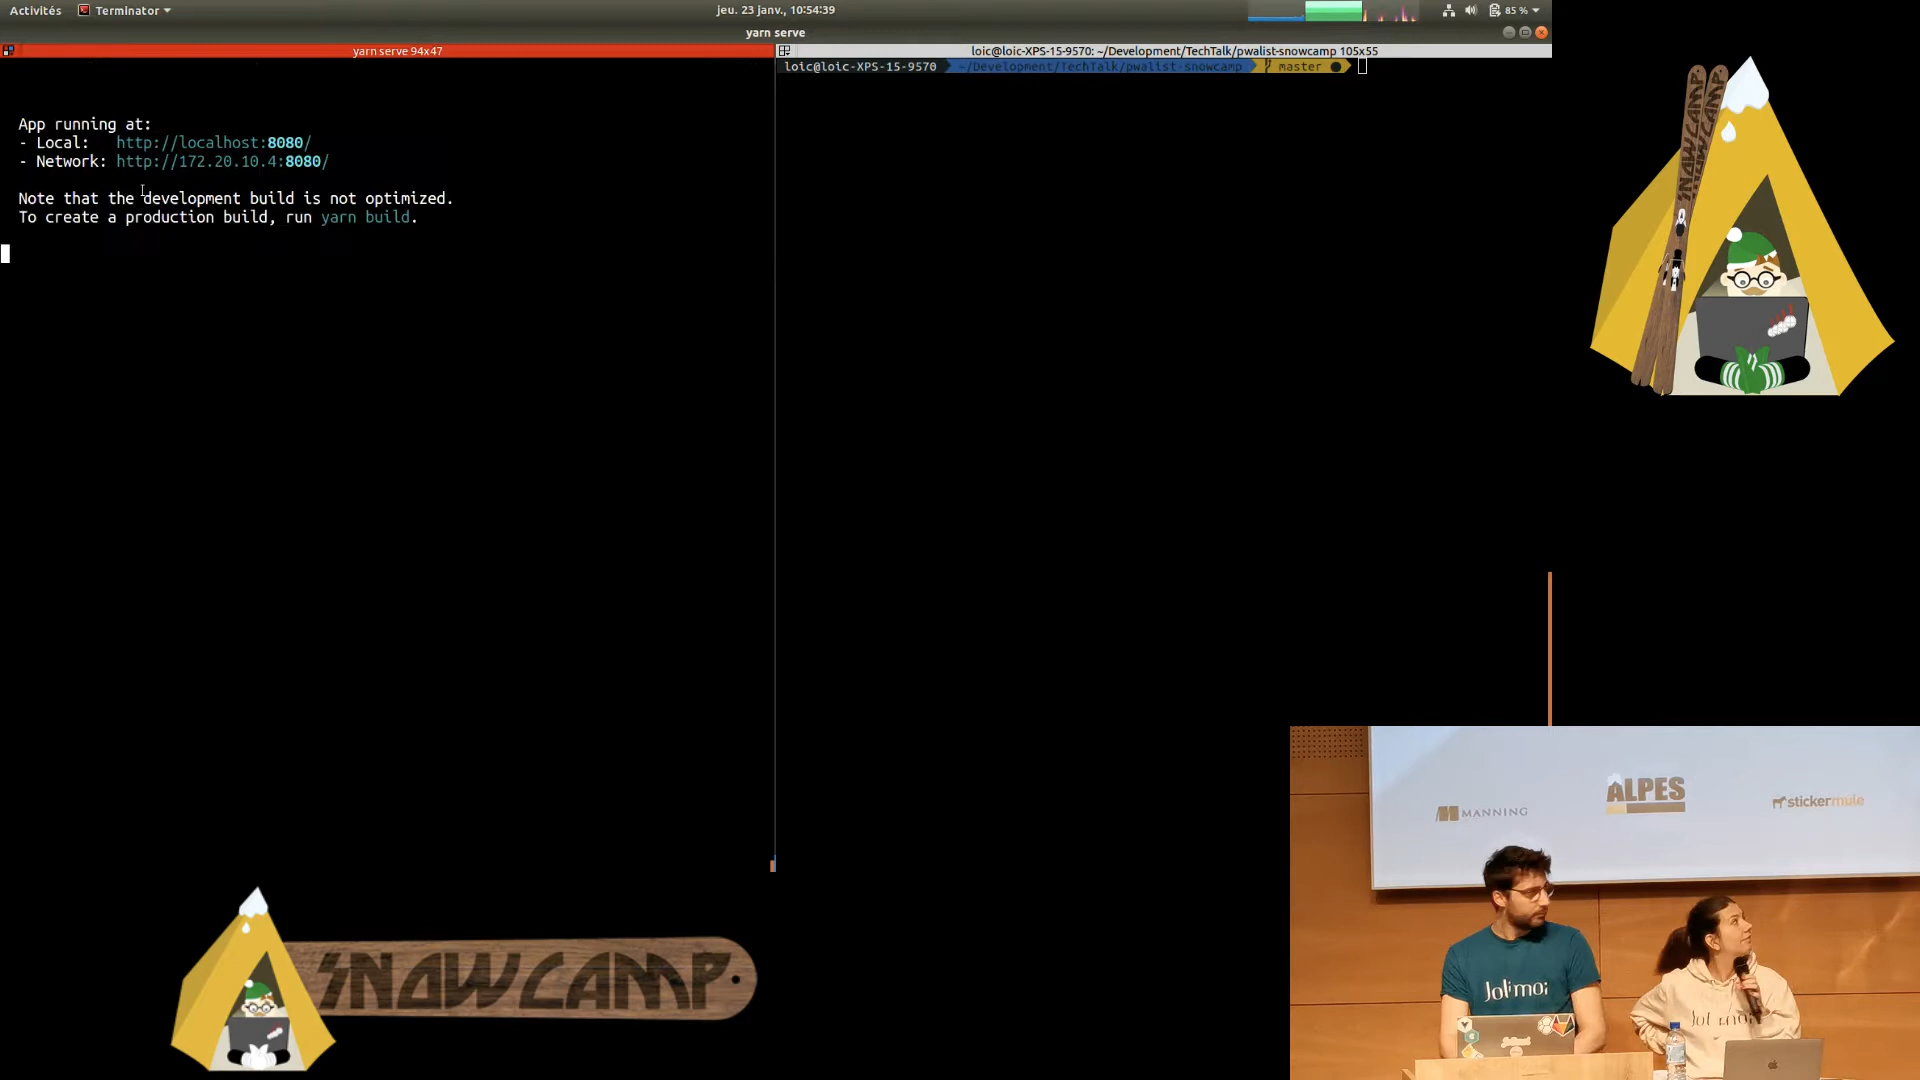 Activités
Terminator
jeu. 23 janv., 10:54:39
85 %
yarn serve
yarn serve 94x47
loic@loic-XPS-15-9570: ~/Development/TechTalk/pwalist-snowcamp 105x55
loic@loic-XPS-15-9570 ~/Development/TechTalk/pwalist-snowcamp master
App running at:
- Local: http://localhost:8080/
- Network: http://172.20.10.4:8080/
Note that the development build is not optimized.
To create a production build, run yarn build.
SNOWCAMP
SNOWCAMP
MANNING
ALPES
stickermule
Jolimoi
Jolimoi
SNOWCAMP